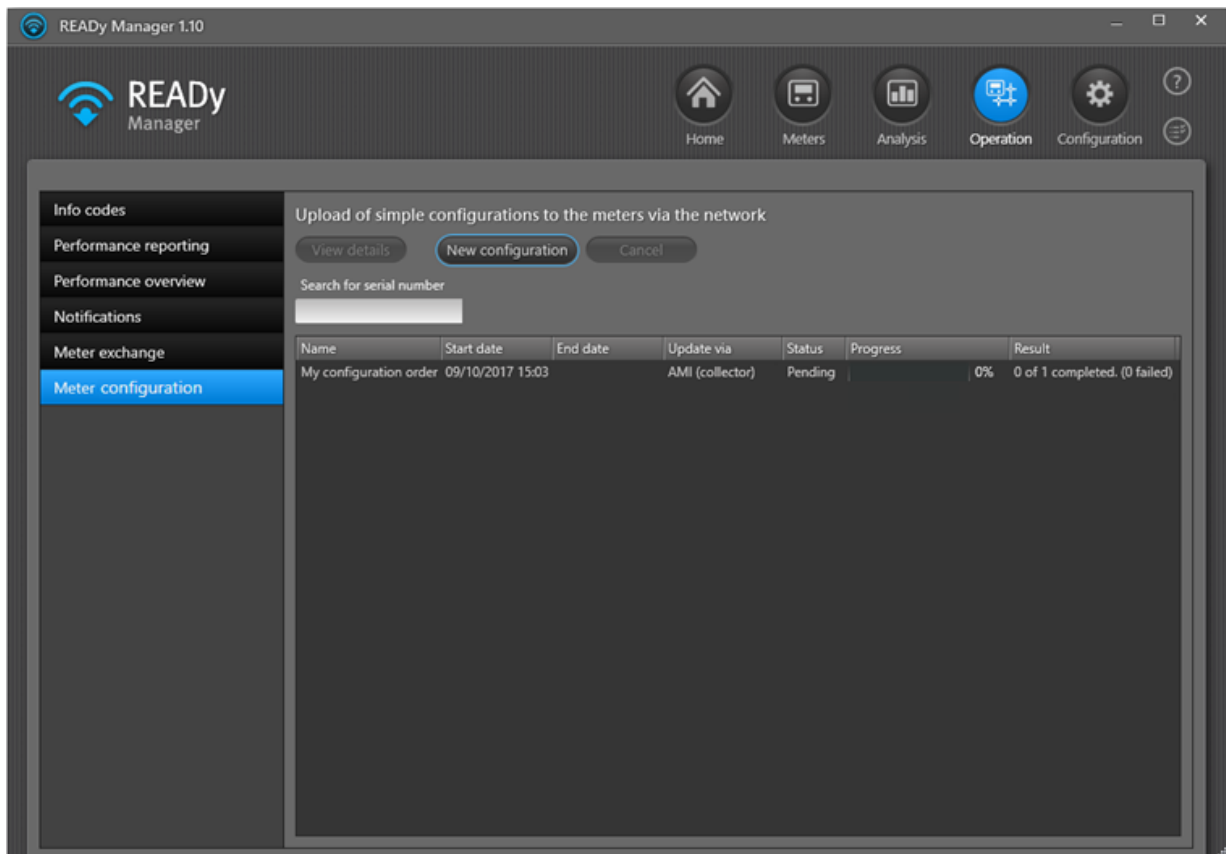 READy Manager 1.10
READy
Manager
Home Meters Analysis Operation Configuration
?
Info codes
Performance reporting
Performance overview
Notifications
Meter exchange
Meter configuration
Upload of simple configurations to the meters via the network
View details New configuration Cancel
Search for serial number
Name Start date End date Update via Status Progress Result
My configuration order 09/10/2017 15:03 AMI (collector) Pending 0% 0 of 1 completed. (0 failed)